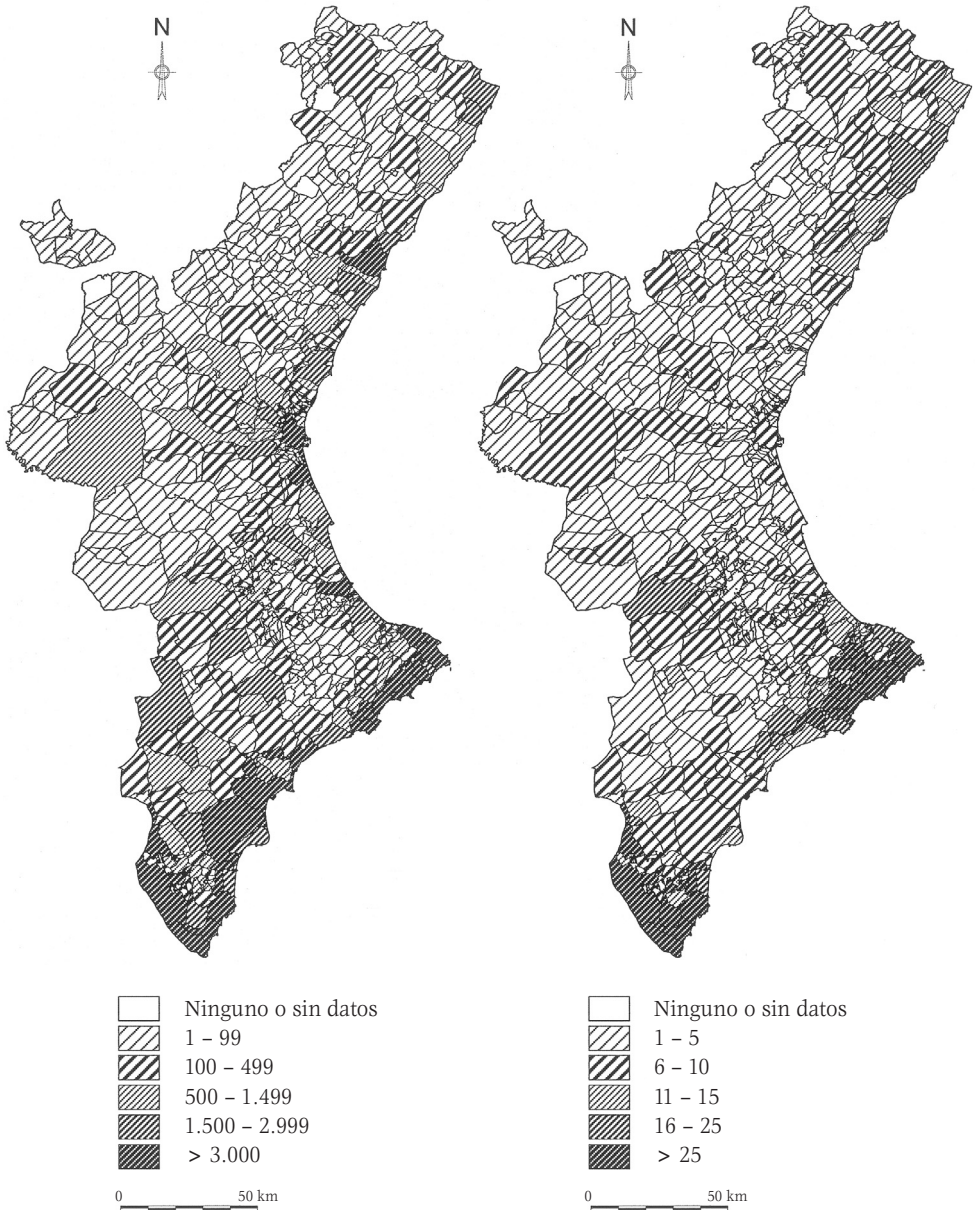 N
N
Ninguno o sin datos
1 – 99
100 – 499
500 – 1.499
1.500 – 2.999
> 3.000
0 50 km
Ninguno o sin datos
1 – 5
6 – 10
11 – 15
16 – 25
> 25
0 50 km